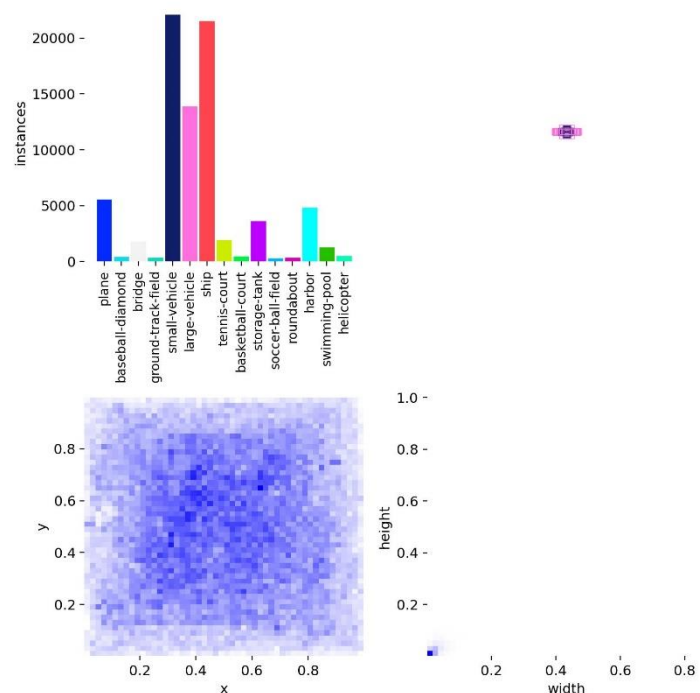 20000
15000
10000
5000
0
instances
plane
baseball-diamond
bridge
ground-track-field
small-vehicle
large-vehicle
ship
tennis-court
basketball-court
storage-tank
soccer-ball-field
roundabout
harbor
swimming-pool
helicopter
0.8
0.6
0.4
0.2
y
0.2 0.4 0.6 0.8
x
1.0
0.8
0.6
0.4
0.2
height
0.2 0.4 0.6 0.8
width